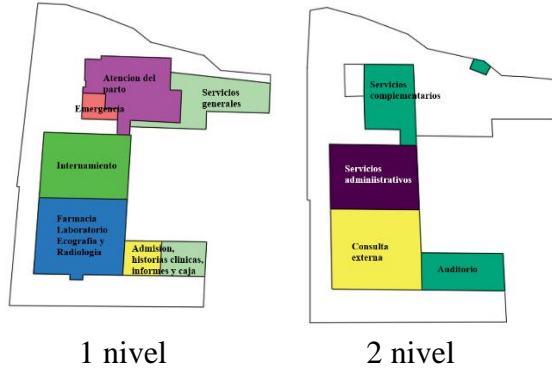 Atencion del
parto
Servicios
generales
Emergencia
Internamiento
Farmacia
Laboratorio
Ecografia y
Radiologia
Admision,
historias clinicas,
informes y caja
1 nivel
Servicios
complementarios
Servicios
adminiistrativos
Consulta
externa
Auditorio
2 nivel